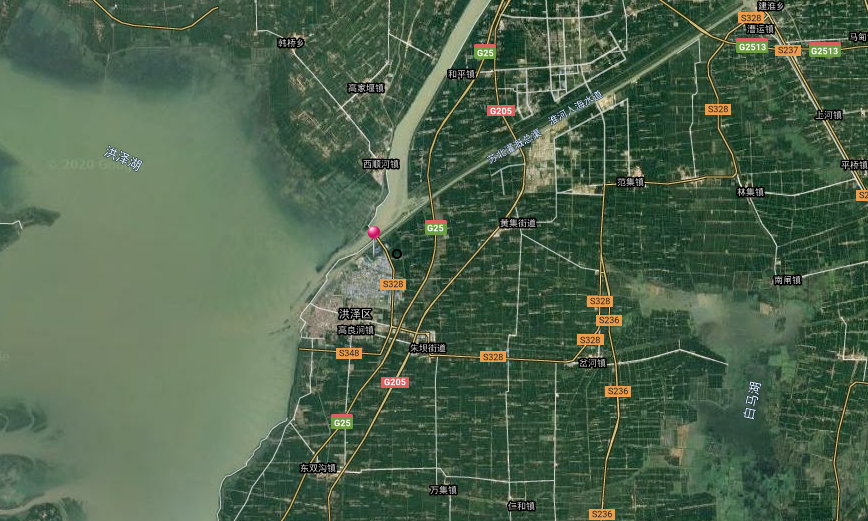 建淮乡
S328
漕运镇
韩桥乡
G25
G2513
S237
G2513
和平镇
高家堰镇
G205
淮河入海水道
S328
上河镇
苏北灌溉总渠
洪泽湖
西顺河镇
平桥镇
范集镇
林集镇
黄集街道
G25
南闸镇
S328
S328
洪泽区
S236
高良涧镇
S328
朱坝街道
S348
S328
岔河镇
G205
S236
白马湖
G25
东双沟镇
万集镇
仁和镇
S236